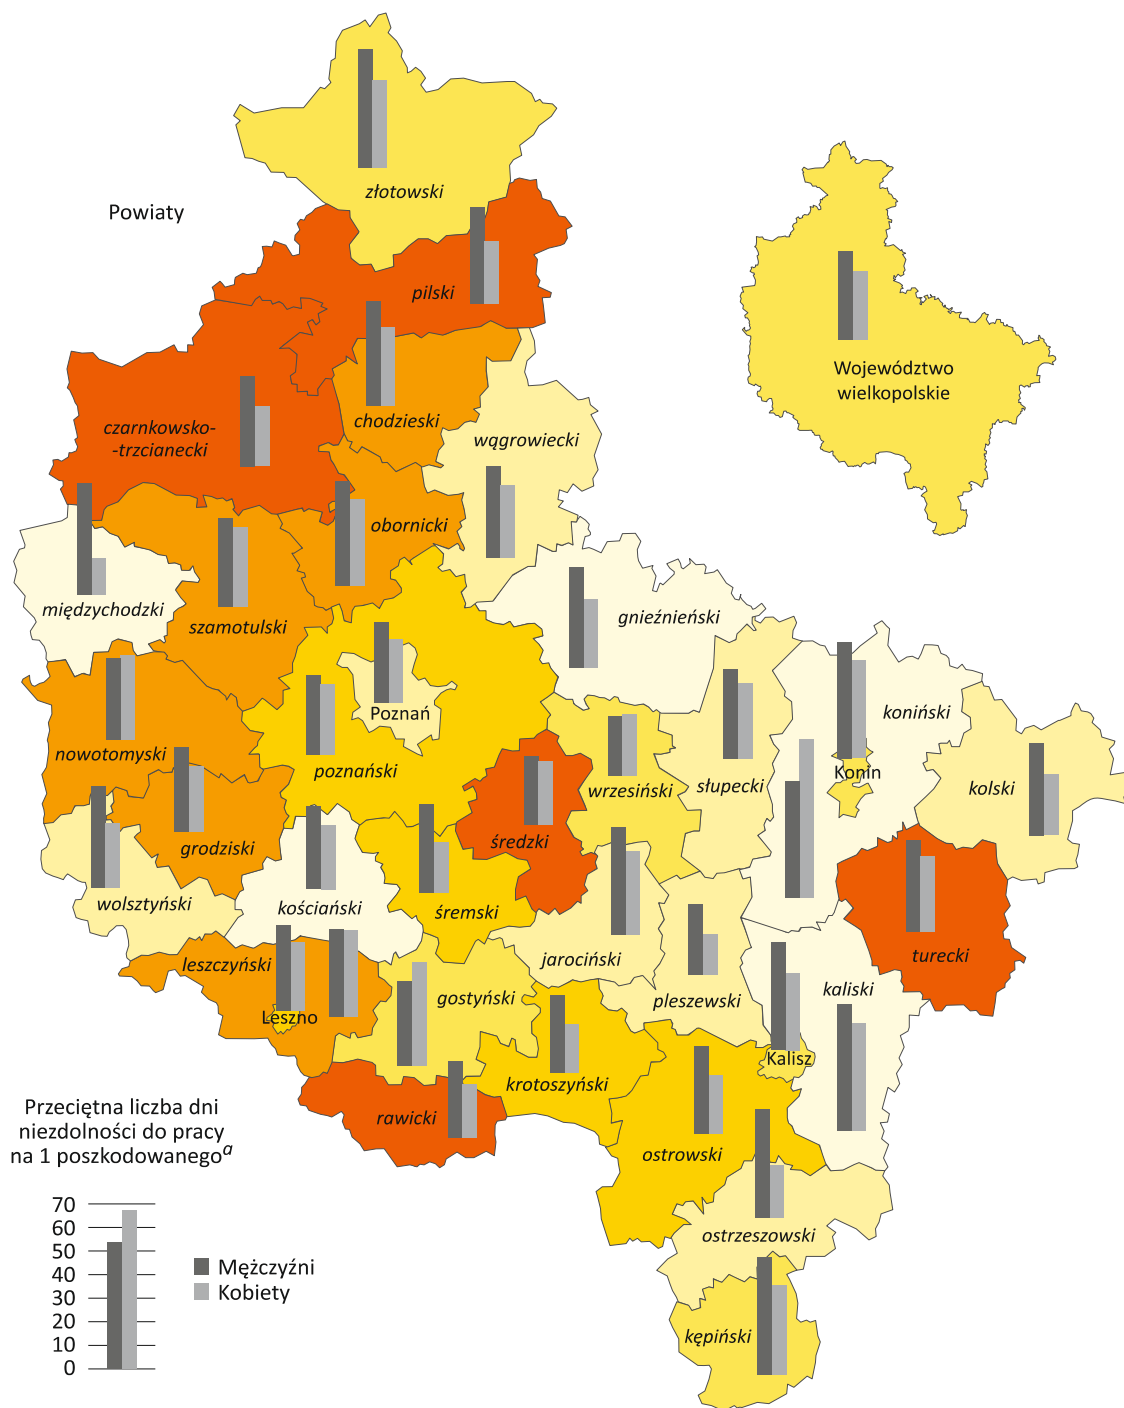 złotowski
Powiaty
pilski
Województwo
wielkopolskie
chodzieski
czarnkowsko-
-trzcianecki
wągrowiecki
obornicki
międzychodzki
szamotulski
gnieźnieński
Poznań
koniński
nowotomyski
poznański
wrzesiński
słupecki
Konin
kolski
grodziski
średzki
wolsztyński
kościański
śremski
leszczyński
jarociński
turecki
gostyński
pleszewski
kaliski
Leszno
Kalisz
krotoszyński
rawicki
ostrowski
ostrzeszowski
kępiński
Przeciętna liczba dni
niezdolności do pracy
na 1 poszkodowanego a
70
60
50
40
30
20
10
0
Mężczyźni
Kobiety